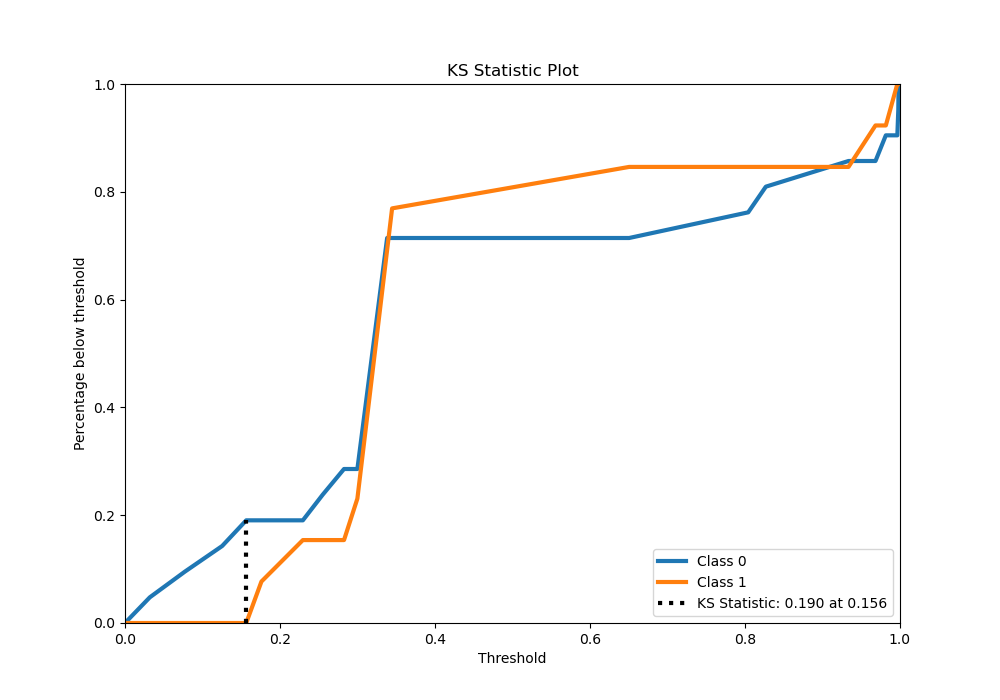 KS Statistic Plot
1.0
0.8
0.6
0.4
0.2
0.0
Percentage below threshold
0.0 0.2 0.4 0.6 0.8 1.0
Threshold
Class 0
Class 1
KS Statistic: 0.190 at 0.156